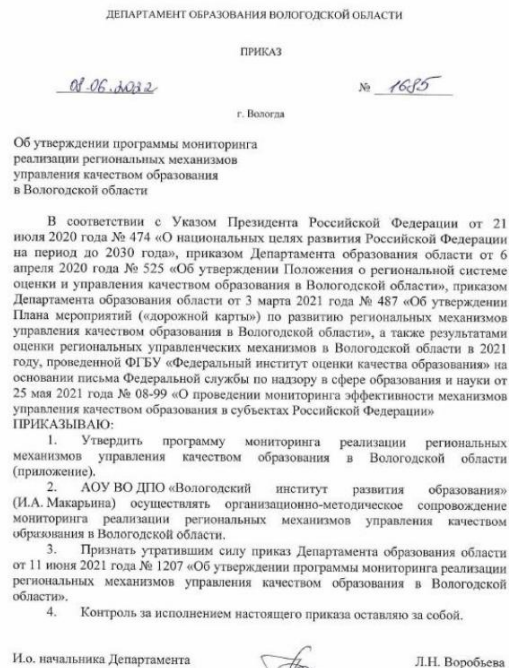 ДЕПАРТАМЕНТ ОБРАЗОВАНИЯ ВОЛОГОДСКОЙ ОБЛАСТИ
ПРИКАЗ
08.06.2022 № 1685
г. Вологда
Об утверждении программы мониторинга
реализации региональных механизмов
управления качеством образования
в Вологодской области
В соответствии с Указом Президента Российской Федерации от 21
июля 2020 года № 474 «О национальных целях развития Российской Федерации
на период до 2030 года», приказом Департамента образования области от 6
апреля 2020 года № 525 «Об утверждении Положения о региональной системе
оценки и управления качеством образования в Вологодской области», приказом
Департамента образования области от 3 марта 2021 года № 487 «Об утверждении
Плана мероприятий («дорожной карты») по развитию региональных механизмов
управления качеством образования в Вологодской области», а также результатами
оценки региональных управленческих механизмов в Вологодской области в 2021
году, проведенной ФГБУ «Федеральный институт оценки качества образования» на
основании письма Федеральной службы по надзору в сфере образования и науки от
25 мая 2021 года № 08-99 «О проведении мониторинга эффективности механизмов
управления качеством образования в субъектах Российской Федерации»
ПРИКАЗЫВАЮ:
1. Утвердить программу мониторинга реализации региональных
механизмов управления качеством образования в Вологодской области
(приложение).
2. АОУ ВО ДПО «Вологодский институт развития образования»
(И.А. Макарьина) осуществлять организационно-методическое сопровождение
мониторинга реализации региональных механизмов управления качеством
образования в Вологодской области.
3. Признать утратившим силу приказ Департамента образования области
от 11 июня 2021 года № 1207 «Об утверждении программы мониторинга реализации
региональных механизмов управления качеством образования в Вологодской
области».
4. Контроль за исполнением настоящего приказа оставляю за собой.
И.о. начальника Департамента Л.Н. Воробьева